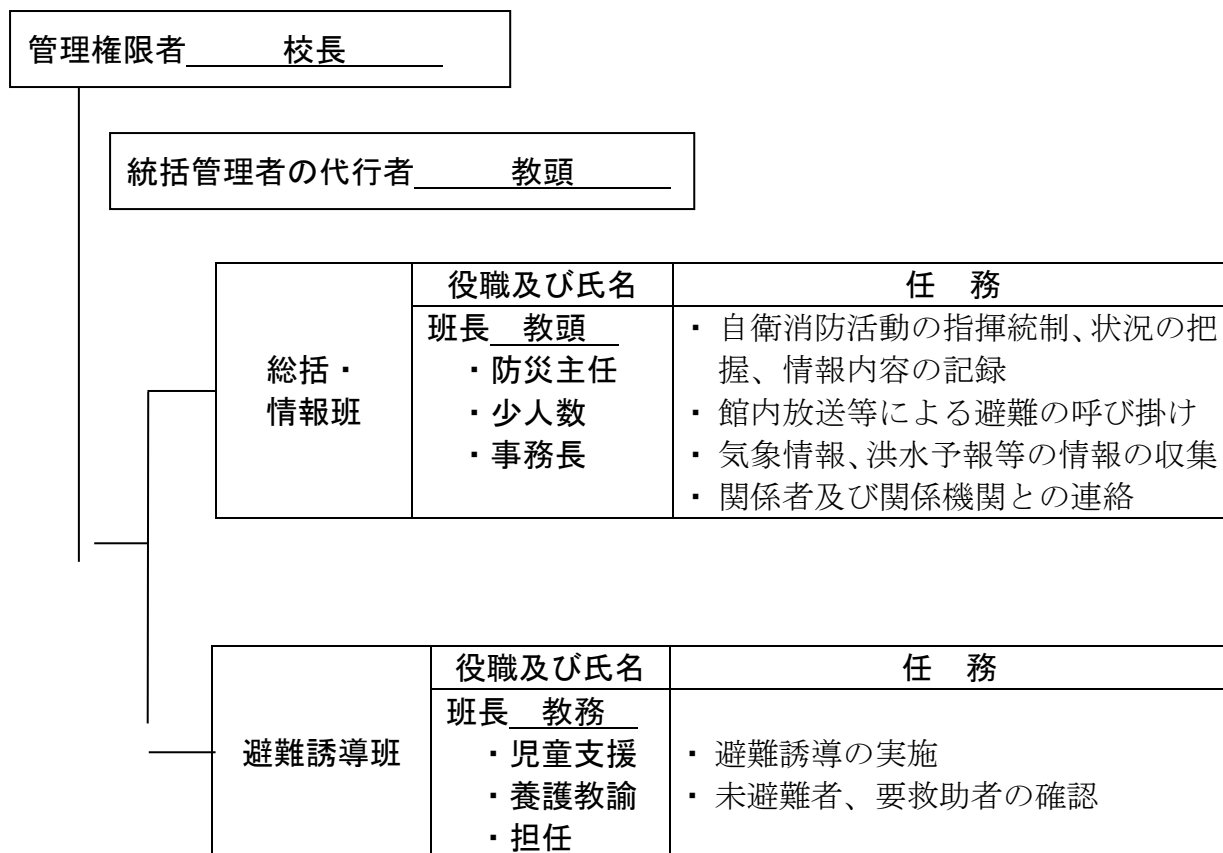 管理権限者　　校長
統括管理者の代行者　　教頭
役職及び氏名　任　務
総括・
情報班
班長　教頭
・防災主任
・少人数
・事務長
・ 自衛消防活動の指揮統制、状況の把
握、情報内容の記録
・ 館内放送等による避難の呼び掛け
・ 気象情報、洪水予報等の情報の収集
・ 関係者及び関係機関との連絡
役職及び氏名　任　務
避難誘導班
班長　教務
・児童支援
・養護教諭
・担任
・ 避難誘導の実施
・ 未避難者、要救助者の確認